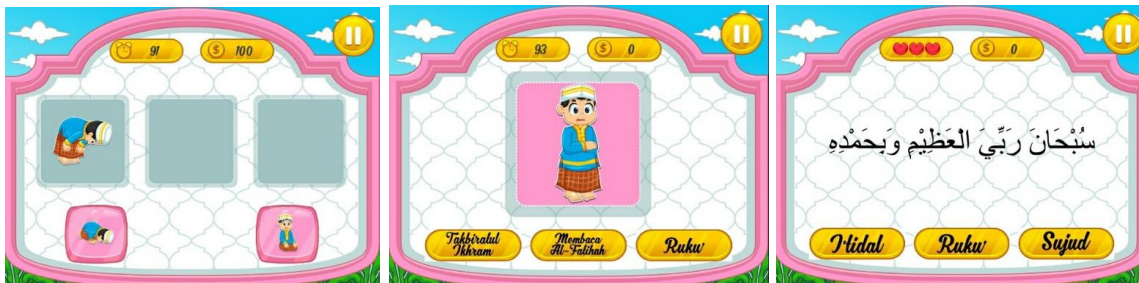 91 100
93 0
Takbiratul
Ikhram
Membaca
Al-Fatihah
Ruku
0
سُبْحَانَ رَبِّيَ الْعَظِيْمِ وَبِحَمْدِهِ
I'tidal Ruku Sujud